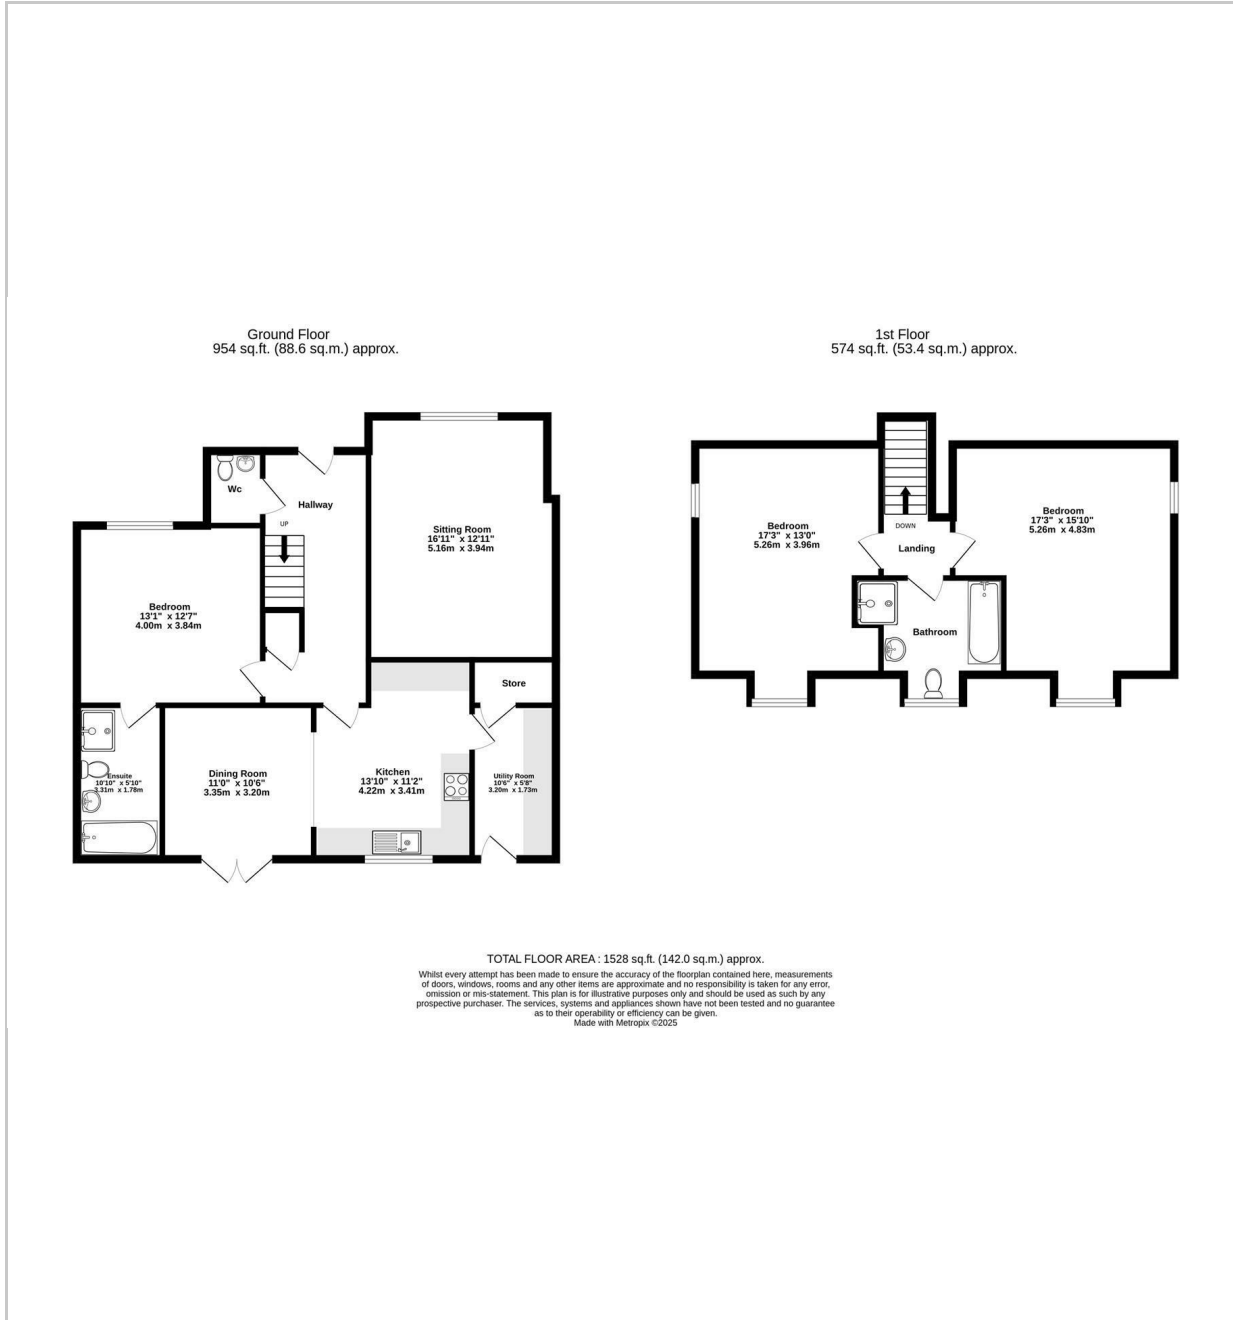 Ground Floor
954 sq.ft. (88.6 sq.m.) approx.
1st Floor
574 sq.ft. (53.4 sq.m.) approx.
Wc
Hallway
UP
Sitting Room
16'11" x 12'11"
5.16m x 3.94m
Bedroom
13'1" x 12'7"
4.00m x 3.84m
Store
Ensuite
10'10" x 5'10"
3.31m x 1.78m
Dining Room
11'0" x 10'6"
3.35m x 3.20m
Kitchen
13'10" x 11'2"
4.22m x 3.41m
Utility Room
10'6" x 5'8"
3.20m x 1.73m
Bedroom
17'3" x 13'0"
5.26m x 3.96m
DOWN
Landing
Bedroom
17'3" x 15'10"
5.26m x 4.83m
Bathroom
TOTAL FLOOR AREA : 1528 sq.ft. (142.0 sq.m.) approx.
Whilst every attempt has been made to ensure the accuracy of the floorplan contained here, measurements
of doors, windows, rooms and any other items are approximate and no responsibility is taken for any error,
omission or mis-statement. This plan is for illustrative purposes only and should be used as such by any
prospective purchaser. The services, systems and appliances shown have not been tested and no guarantee
as to their operability or efficiency can be given.
Made with Metropix ©2025